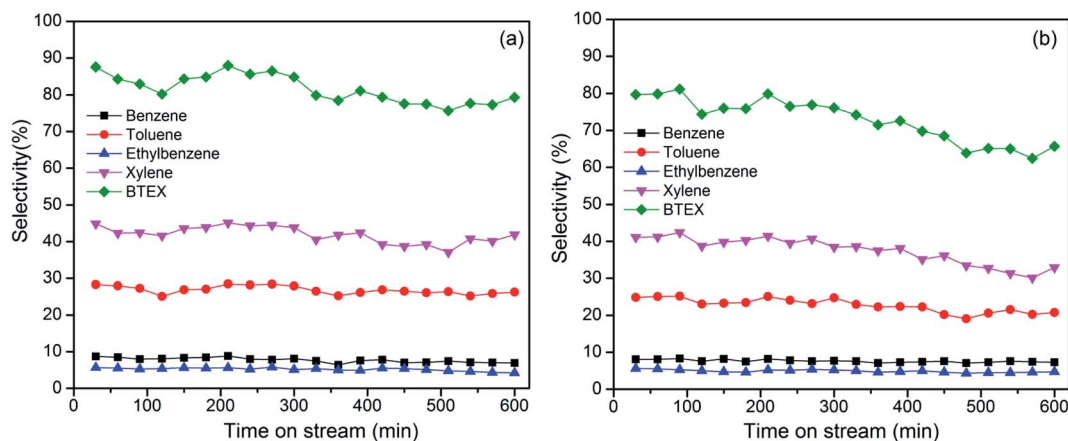 (a)
Selectivity(%)
100
90
80
70
60
50
40
30
20
10
0
Benzene
Toluene
Ethylbenzene
Xylene
BTEX
0 100 200 300 400 500 600
Time on stream (min)
(b)
Selectivity (%)
100
90
80
70
60
50
40
30
20
10
0
Benzene
Toluene
Ethylbenzene
Xylene
BTEX
0 100 200 300 400 500 600
Time on stream (min)